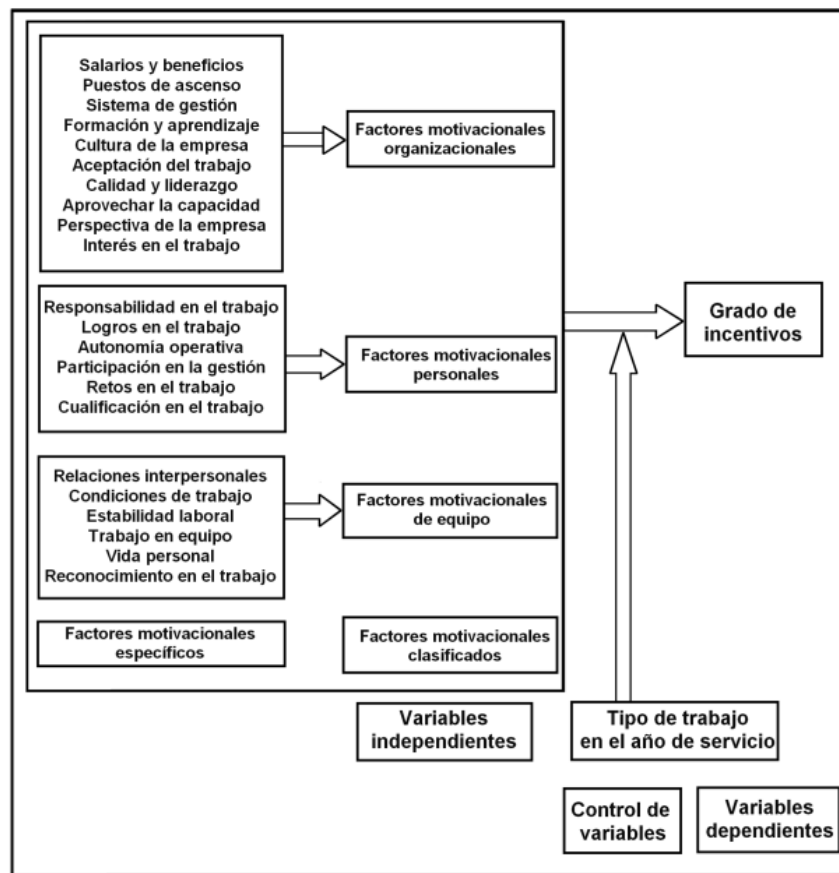 Salarios y beneficios
Puestos de ascenso
Sistema de gestión
Formación y aprendizaje
Cultura de la empresa
Aceptación del trabajo
Calidad y liderazgo
Aprovechar la capacidad
Perspectiva de la empresa
Interés en el trabajo
Factores motivacionales
organizacionales
Responsabilidad en el trabajo
Logros en el trabajo
Autonomía operativa
Participación en la gestión
Retos en el trabajo
Cualificación en el trabajo
Factores motivacionales
personales
Grado de
incentivos
Relaciones interpersonales
Condiciones de trabajo
Estabilidad laboral
Trabajo en equipo
Vida personal
Reconocimiento en el trabajo
Factores motivacionales
de equipo
Factores motivacionales
específicos
Factores motivacionales
clasificados
Variables
independientes
Tipo de trabajo
en el año de servicio
Control de
variables
Variables
dependientes